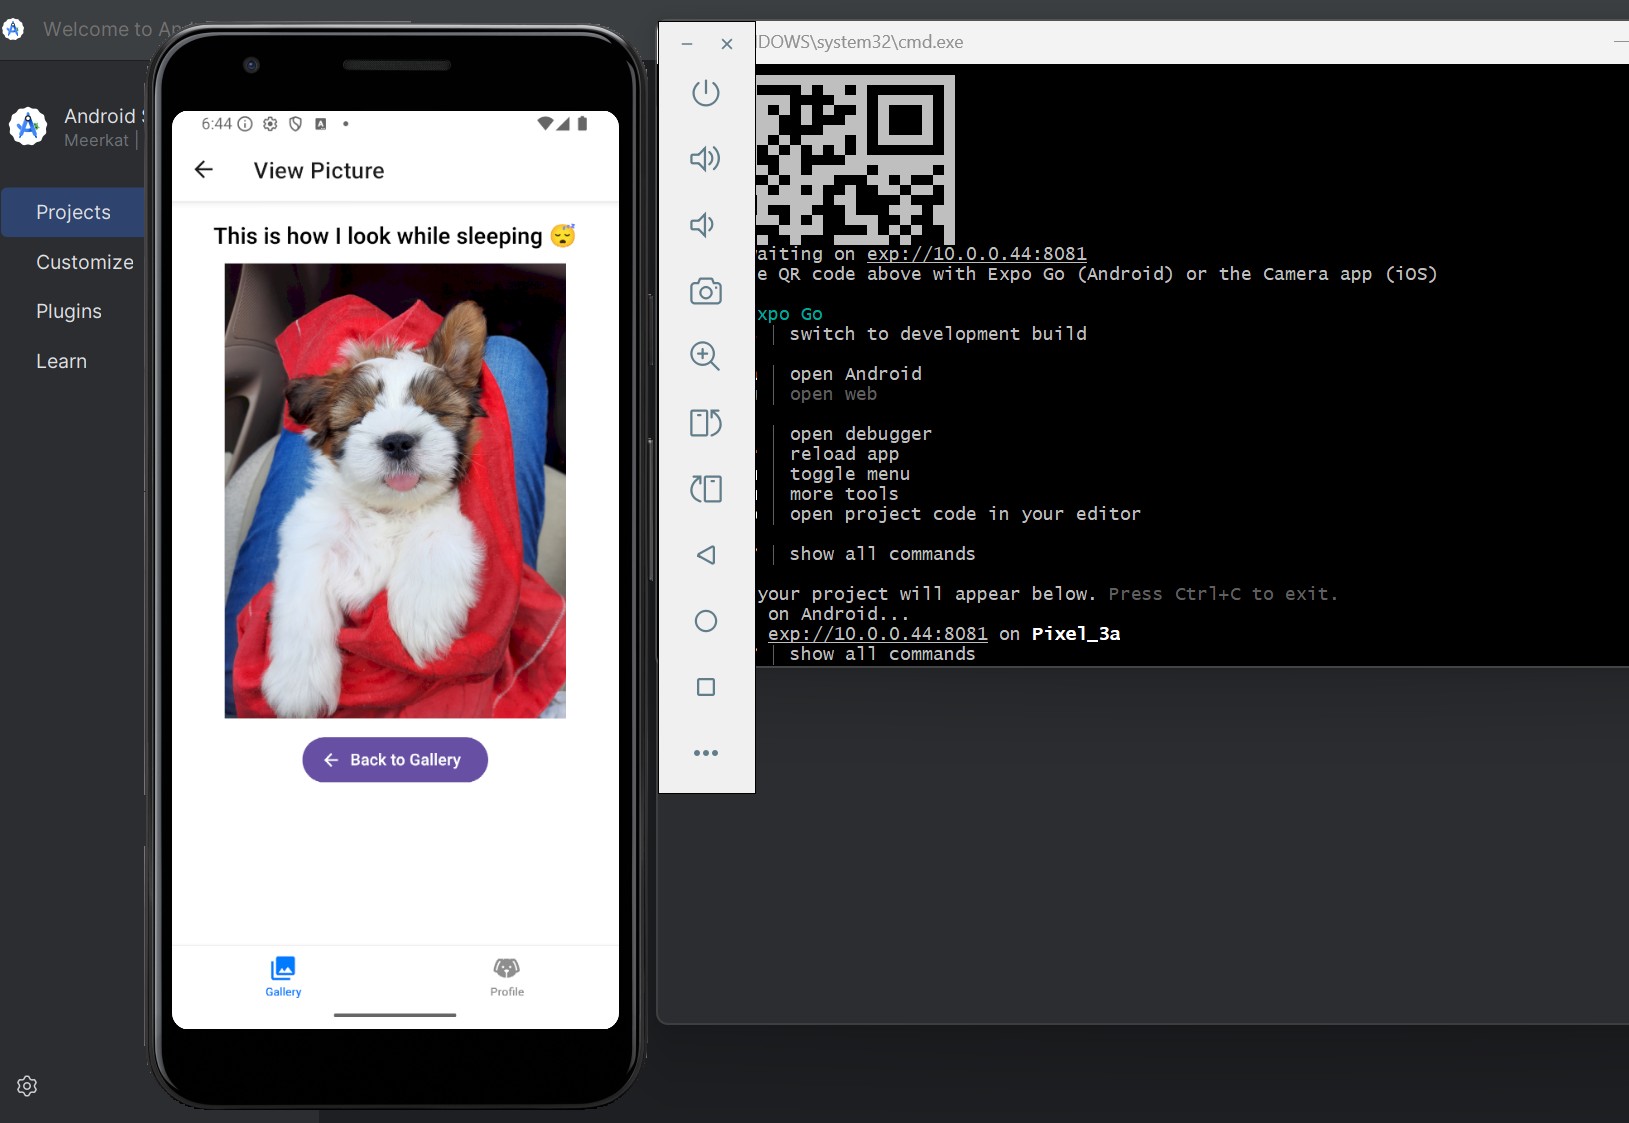 Welcome to An
Android S
Meerkat |
Projects
Customize
Plugins
Learn
6:44
View Picture
This is how I look while sleeping 😴
Back to Gallery
Gallery
Profile
DOWS\system32\cmd.exe
aiting on exp://10.0.0.44:8081
e QR code above with Expo Go (Android) or the Camera app (iOS)
xpo Go
│ switch to development build
│ open Android
│ open web
│ open debugger
│ reload app
│ toggle menu
│ more tools
│ open project code in your editor
│ show all commands
your project will appear below. Press Ctrl+C to exit.
on Android...
exp://10.0.0.44:8081 on Pixel_3a
│ show all commands